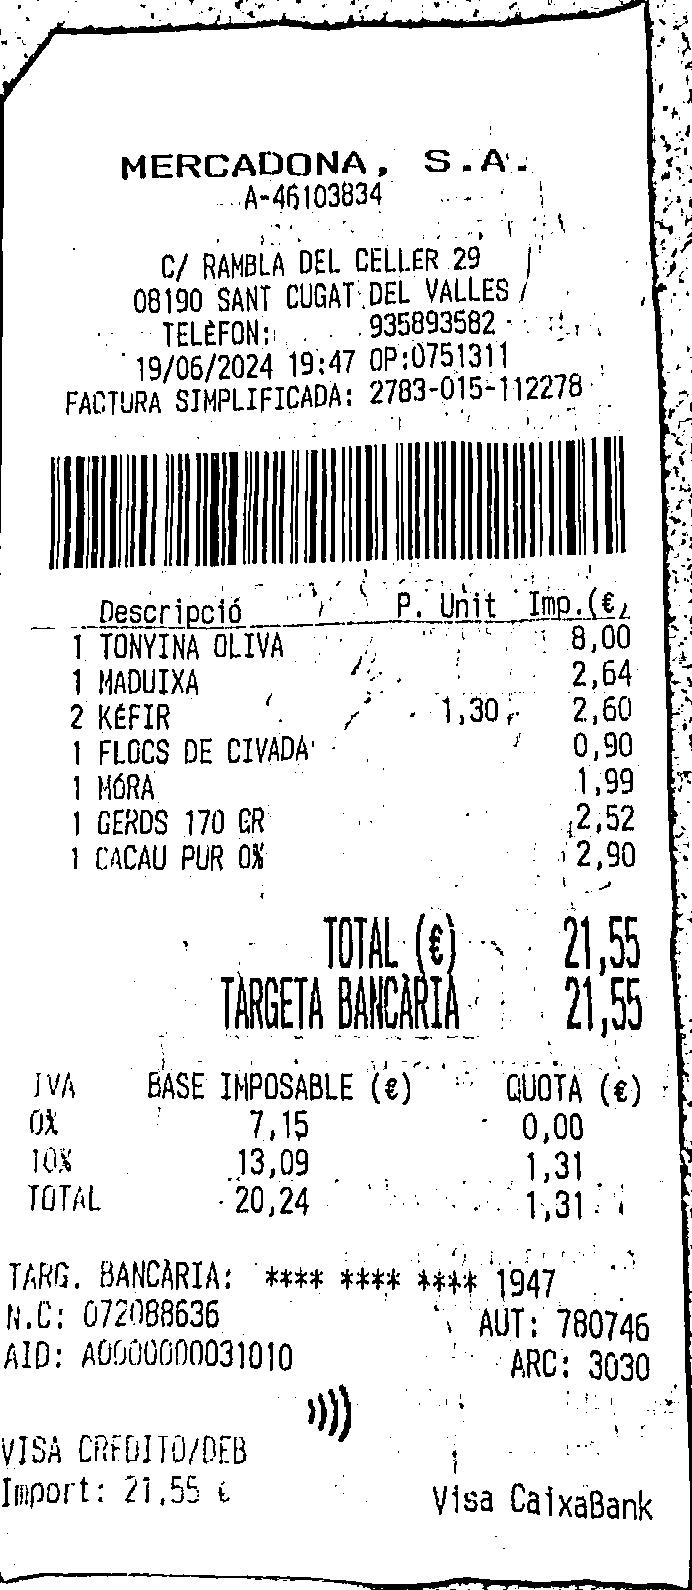 MERCADONA, S.A.
A-46103834
C/ RAMBLA DEL CELLER 29
08190 SANT CUGAT DEL VALLES
TELÈFON: 935893582
19/06/2024 19:47 OP:0751311
FACTURA SIMPLIFICADA: 2783-015-112278
Descripció P. Unit Imp.(€)
1 TONYINA OLIVA 8,00
1 MADUIXA 2,64
2 KÉFIR 1,30 2,60
1 FLOCS DE CIVADA 0,90
1 MÓRA 1,99
1 GERDS 170 GR 2,52
1 CACAU PUR 0% 2,90
TOTAL (€) 21,55
TARGETA BANCÀRIA 21,55
IVA BASE IMPOSABLE (€) QUOTA (€)
0% 7,15 0,00
10% 13,09 1,31
TOTAL 20,24 1,31
TARG. BANCÀRIA: **** **** **** 1947
N.C: 072088636 AUT: 780746
AID: A0000000031010 ARC: 3030
VISA CREDITO/DEB
Import: 21,55 € Visa CaixaBank